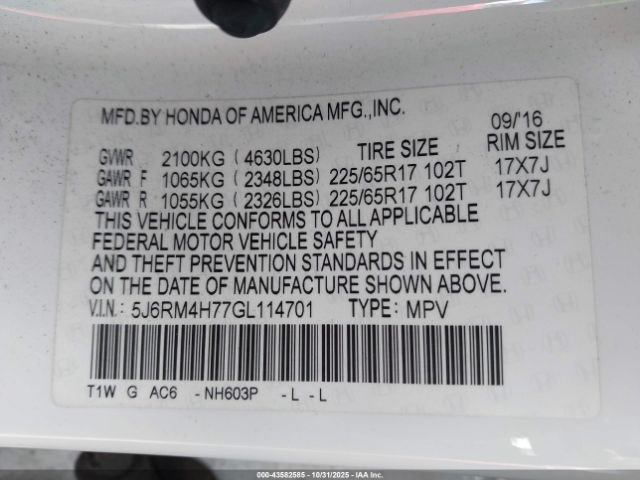 MFD.BY HONDA OF AMERICA MFG.,INC. 09/'16
GVWR 2100KG (4630LBS) TIRE SIZE RIM SIZE
GAWR F 1065KG (2348LBS) 225/65R17 102T 17X7J
GAWR R 1055KG (2326LBS) 225/65R17 102T 17X7J
THIS VEHICLE CONFORMS TO ALL APPLICABLE
FEDERAL MOTOR VEHICLE SAFETY
AND THEFT PREVENTION STANDARDS IN EFFECT
ON THE DATE OF MANUFACTURE SHOWN ABOVE.
V.I.N.: 5J6RM4H77GL114701 TYPE: MPV
T1W G AC6 -NH603P -L -L
000-43582585 - 10/31/2025 - IAAI.COM